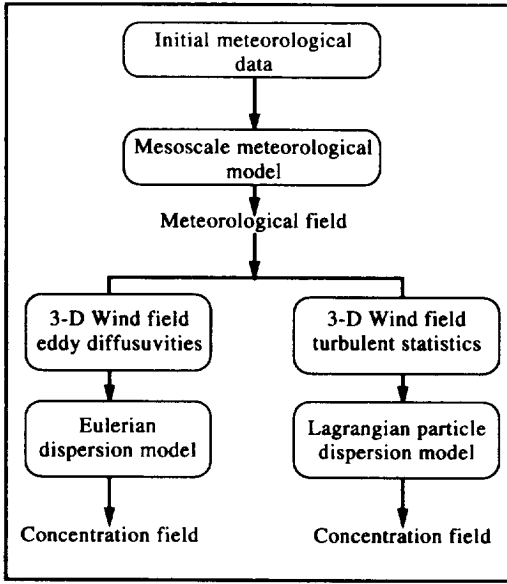 Initial meteorological
data
Mesoscale meteorological
model
Meteorological field
3-D Wind field
eddy diffusuvities
3-D Wind field
turbulent statistics
Eulerian
dispersion model
Lagrangian particle
dispersion model
Concentration field
Concentration field